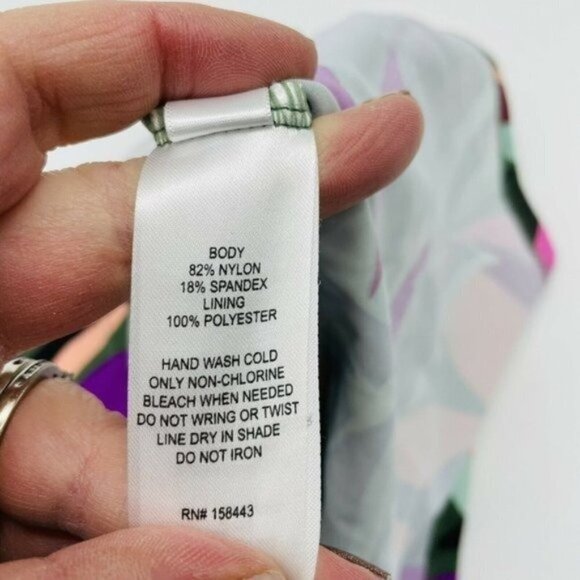 BODY
82% NYLON
18% SPANDEX
LINING
100% POLYESTER
HAND WASH COLD
ONLY NON-CHLORINE
BLEACH WHEN NEEDED
DO NOT WRING OR TWIST
LINE DRY IN SHADE
DO NOT IRON
RN# 158443